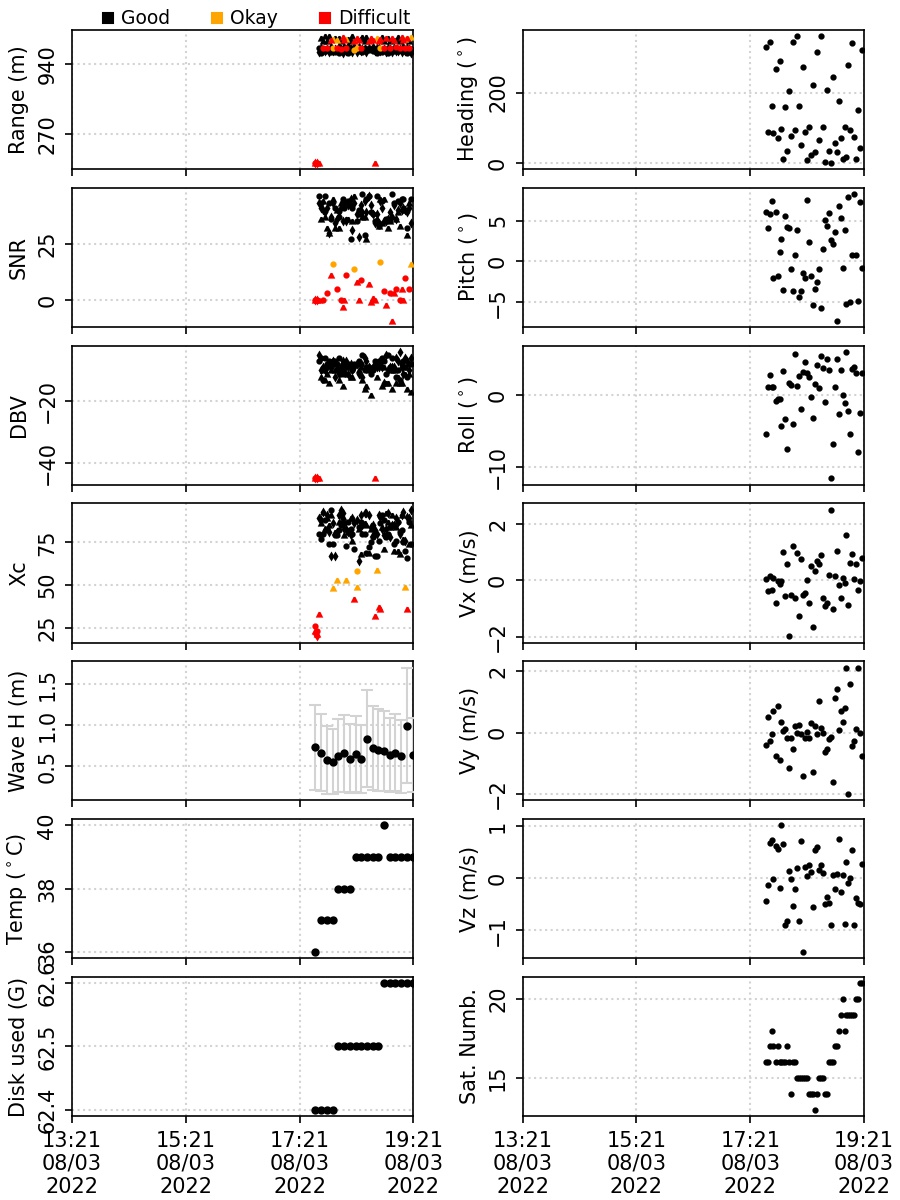 Good Okay Difficult
Range (m)
940
270
Heading (°)
200
0
SNR
25
0
Pitch (°)
5
0
−5
DBV
−20
−40
Roll (°)
0
−10
Xc
75
50
25
Vx (m/s)
2
0
−2
Wave H (m)
1.5
1.0
0.5
Vy (m/s)
2
0
−2
Temp (°C)
40
38
36
Vz (m/s)
1
0
−1
Disk used (G)
62.6
62.5
62.4
Sat. Numb.
20
15
13:21 15:21 17:21 19:21
08/03 08/03 08/03 08/03
2022 2022 2022 2022
13:21 15:21 17:21 19:21
08/03 08/03 08/03 08/03
2022 2022 2022 2022